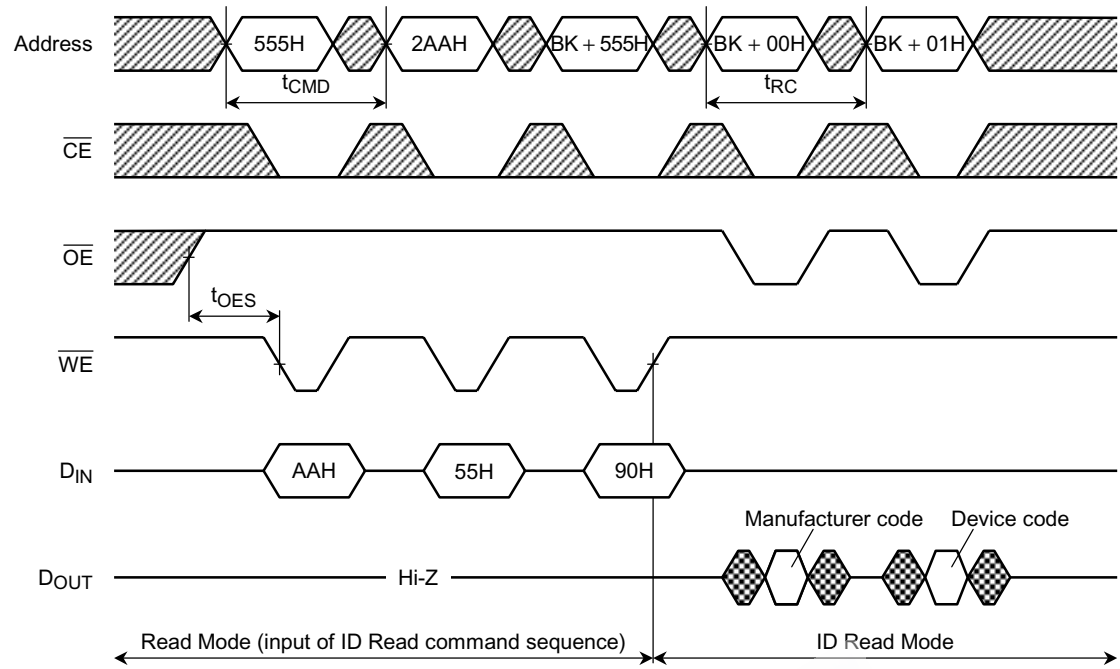 Address 555H 2AAH BK + 555H BK + 00H BK + 01H
tCMD tRC
CE
OE
tOES
WE
DIN AAH 55H 90H
Manufacturer code Device code
DOUT Hi-Z
Read Mode (input of ID Read command sequence) ID Read Mode